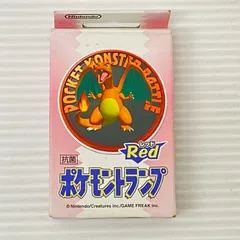 Nintendo
POCKET MONSTER BATTLE
レッド
Red
抗菌
ポケモントランプ
© Nintendo/Creatures inc./GAME FREAK inc.